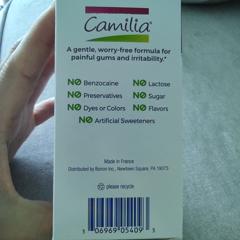 Camilia®
A gentle, worry-free formula for
painful gums and irritability.*
NO Benzocaine
NO Lactose
NO Preservatives
NO Sugar
NO Dyes or Colors
NO Flavors
NO Artificial Sweeteners
Made in France
Distributed by Boiron Inc., Newtown Square, PA 19073
please recycle
3 06969 05409 3